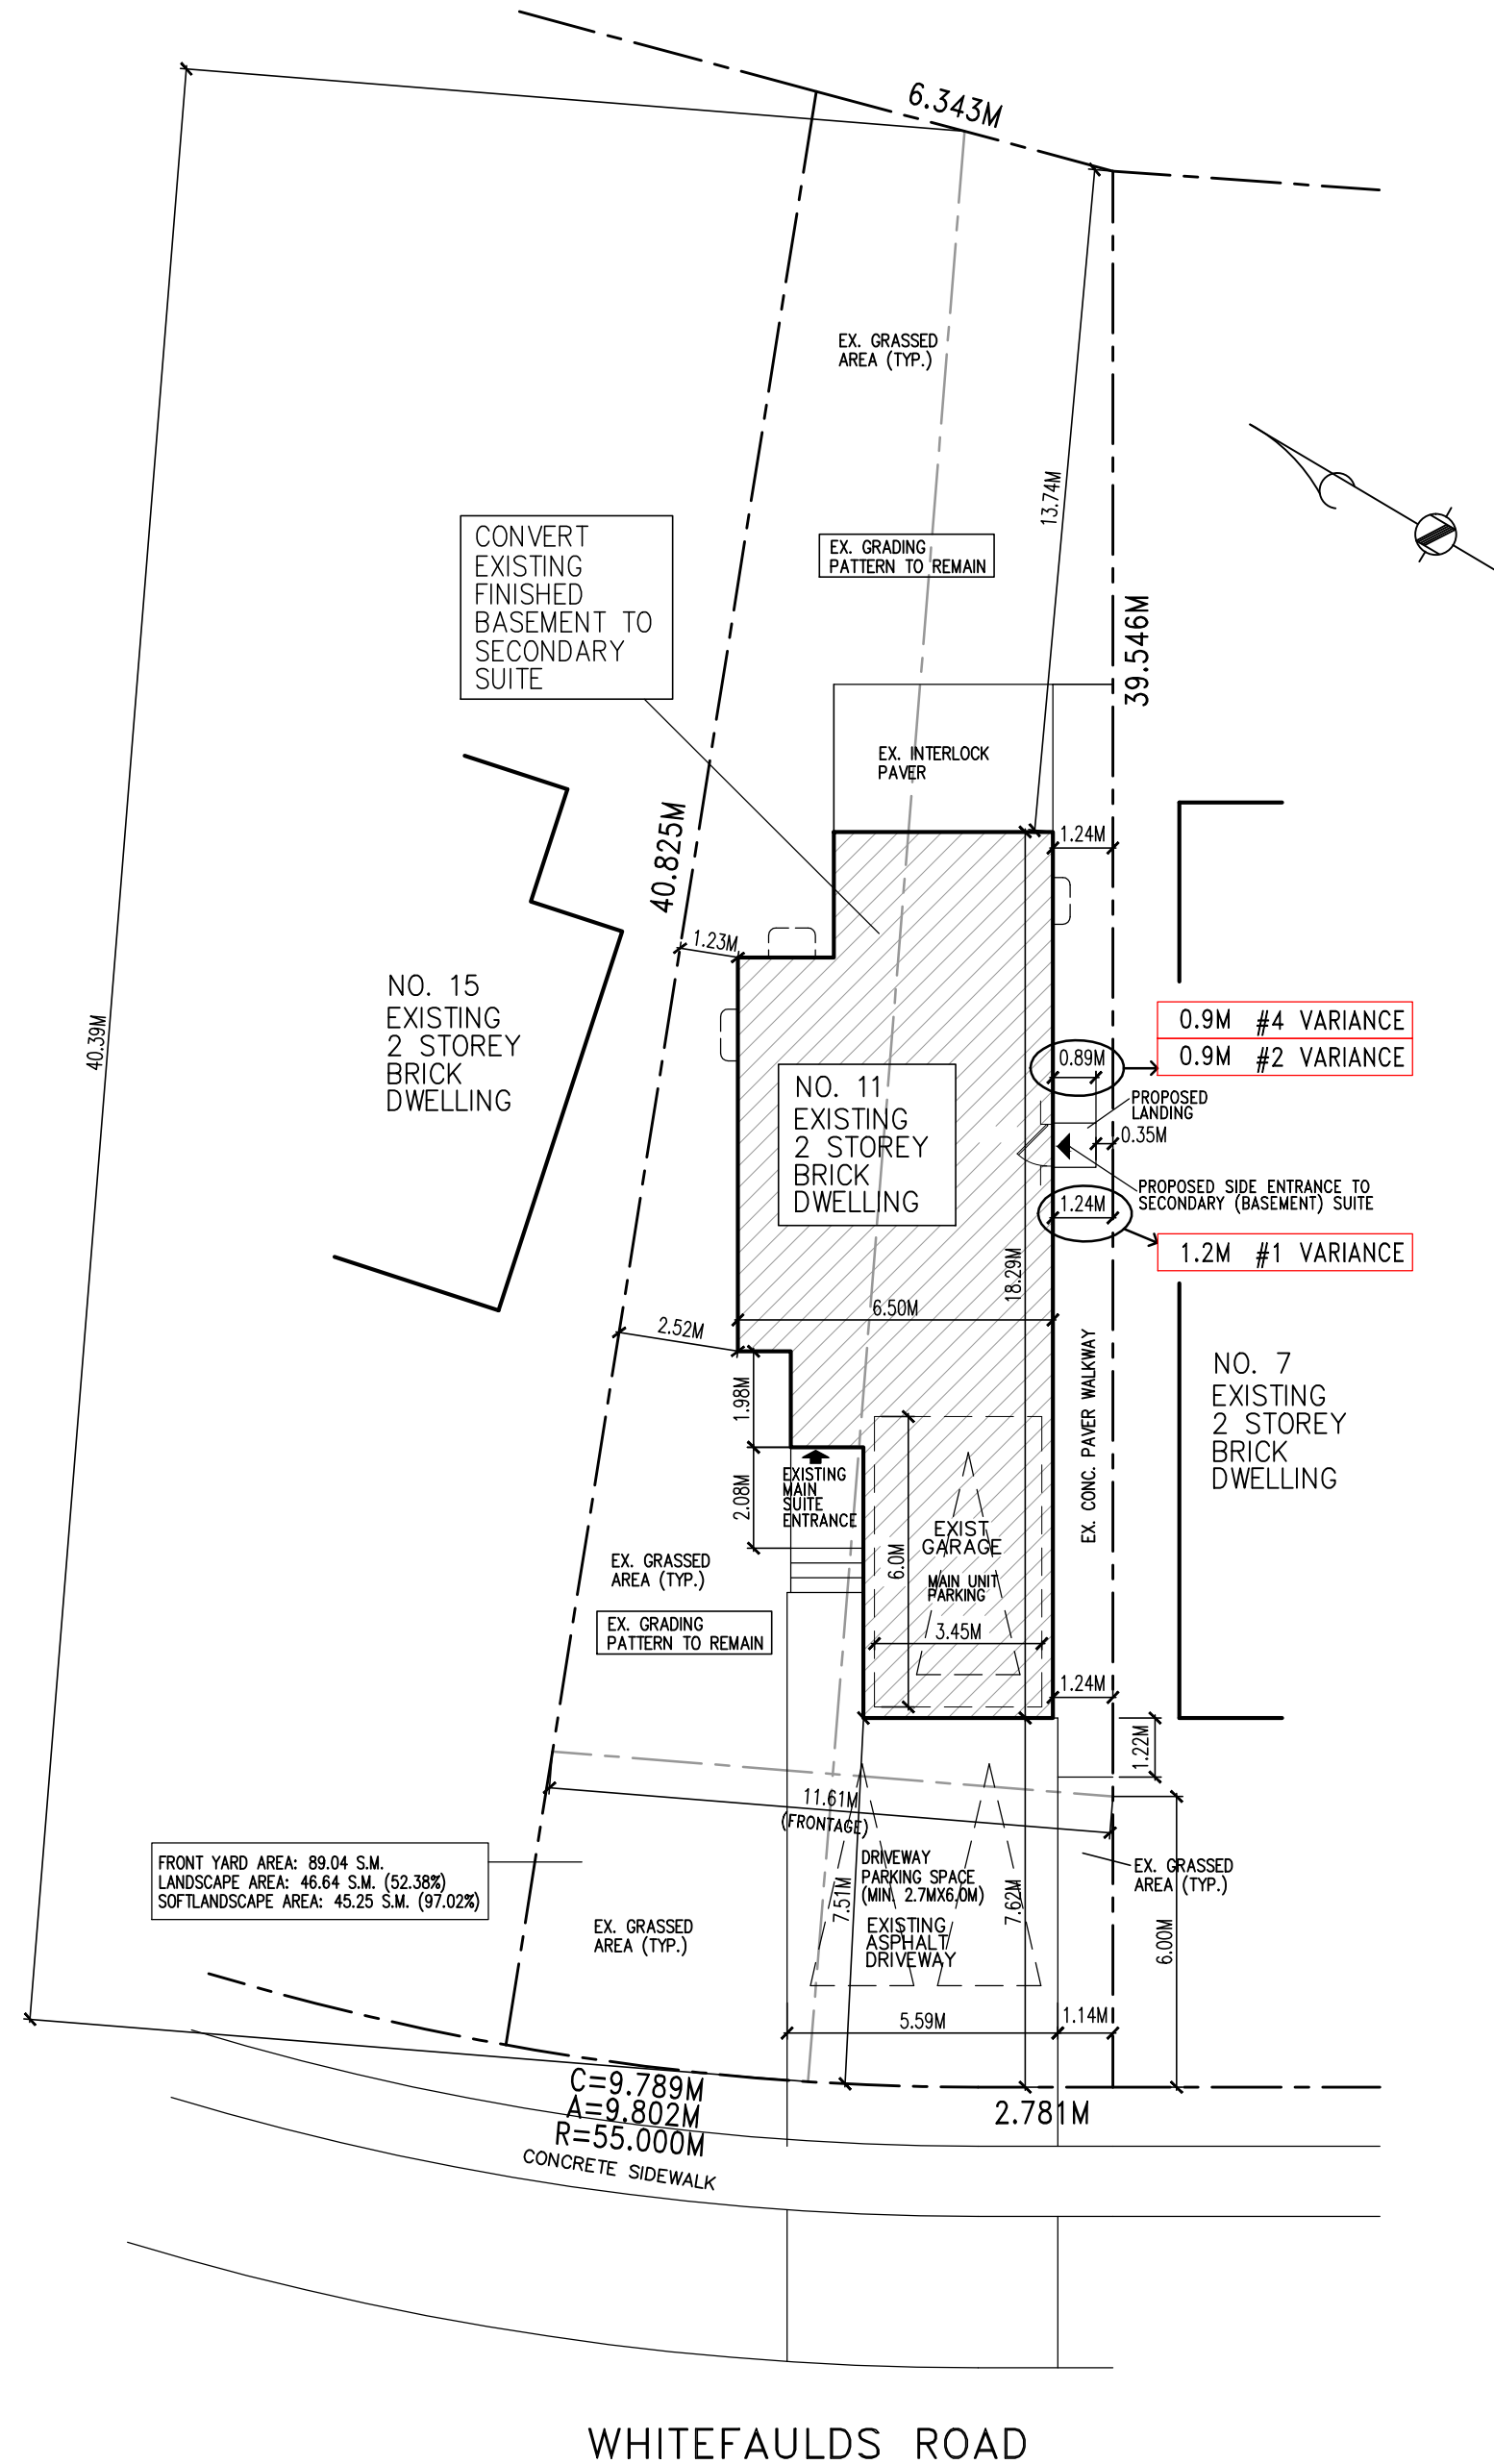 6.343M
EX. GRASSED
AREA (TYP.)
13.74M
CONVERT
EXISTING
FINISHED
BASEMENT TO
SECONDARY
SUITE
EX. GRADING
PATTERN TO REMAIN
39.546M
EX. INTERLOCK
PAVER
40.825M
1.24M
1.23M
40.39M
NO. 15
EXISTING
2 STOREY
BRICK
DWELLING
0.9M #4 VARIANCE
0.9M #2 VARIANCE
0.89M
NO. 11
EXISTING
2 STOREY
BRICK
DWELLING
PROPOSED
LANDING
0.35M
PROPOSED SIDE ENTRANCE TO
SECONDARY (BASEMENT) SUITE
1.24M
1.2M #1 VARIANCE
18.29M
6.50M
2.52M
1.98M
EX. CONC. PAVER WALKWAY
NO. 7
EXISTING
2 STOREY
BRICK
DWELLING
EXISTING
MAIN
SUITE
ENTRANCE
2.08M
EXIST
GARAGE
6.0M
MAIN UNIT
PARKING
3.45M
EX. GRASSED
AREA (TYP.)
EX. GRADING
PATTERN TO REMAIN
1.24M
1.22M
11.61M
(FRONTAGE)
FRONT YARD AREA: 89.04 S.M.
LANDSCAPE AREA: 46.64 S.M. (52.38%)
SOFTLANDSCAPE AREA: 45.25 S.M. (97.02%)
DRIVEWAY
PARKING SPACE
(MIN. 2.7MX6.0M)
7.51M
7.62M
EX. GRASSED
AREA (TYP.)
EX. GRASSED
AREA (TYP.)
EXISTING
ASPHALT
DRIVEWAY
6.00M
5.59M
1.14M
C=9.789M
A=9.802M
R=55.000M
2.781M
CONCRETE SIDEWALK
WHITEFAULDS ROAD